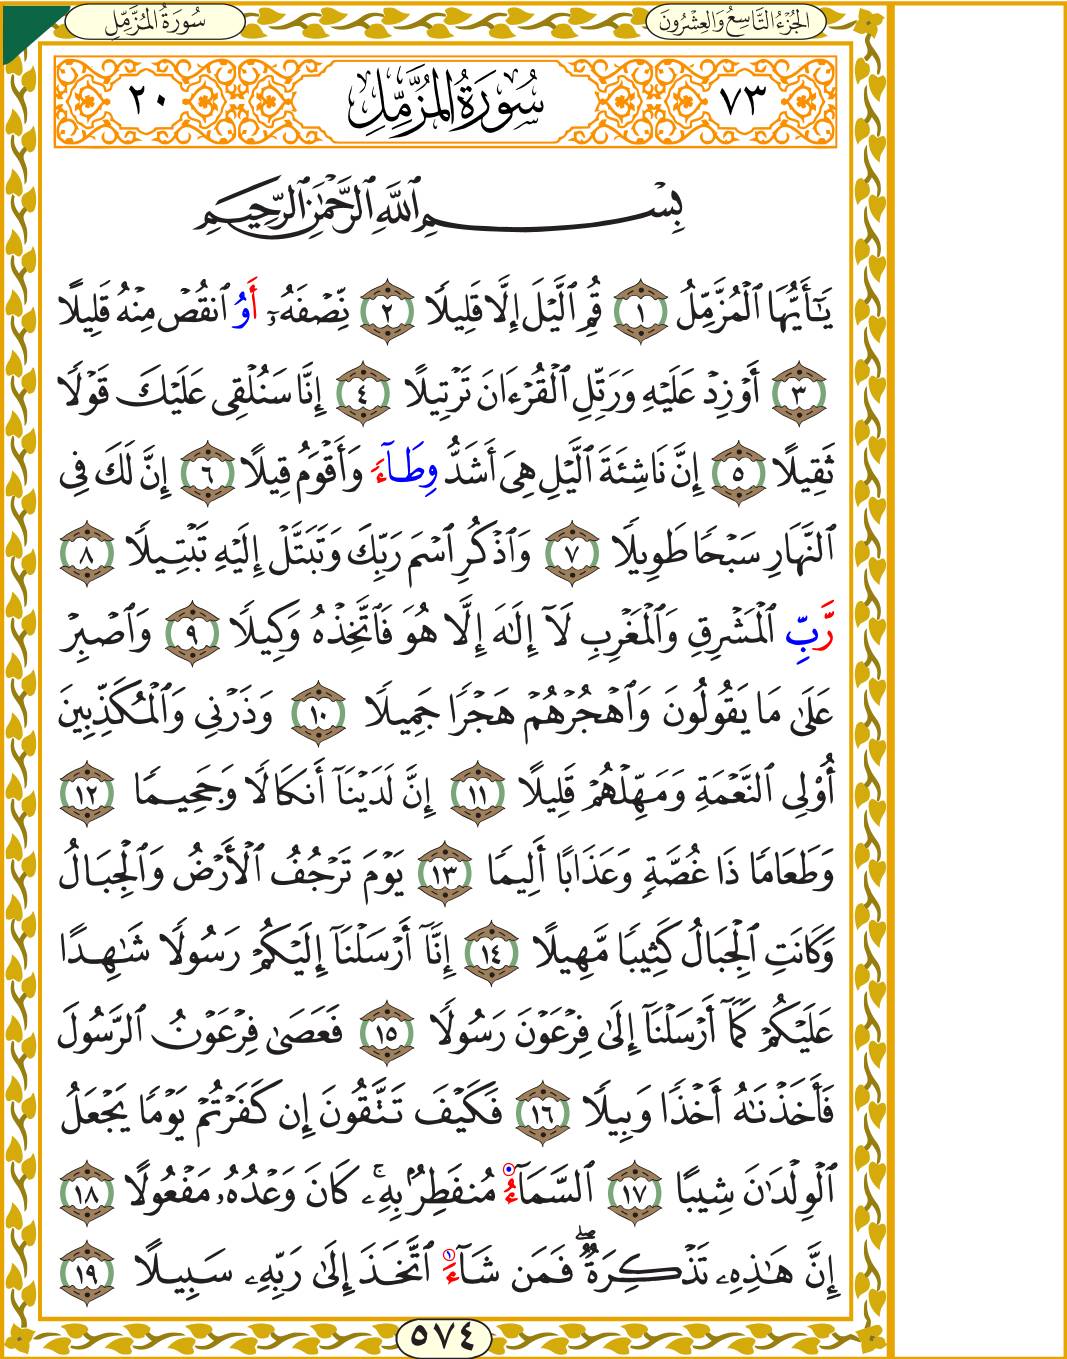 الجُزْءُ التَّاسِعُ وَالعِشْرُونَ
سُورَةُ المُزَّمِّلِ
٧٣
سُورَةُ المُزَّمِّلِ
٢٠
بِسْمِ ٱللَّهِ ٱلرَّحْمَٰنِ ٱلرَّحِيمِ
يَٰٓأَيُّهَا ٱلْمُزَّمِّلُ ١ قُمِ ٱلَّيْلَ إِلَّا قَلِيلًا ٢ نِّصْفَهُۥٓ أَوُ ٱنقُصْ مِنْهُ قَلِيلًا
٣ أَوْ زِدْ عَلَيْهِ وَرَتِّلِ ٱلْقُرْءَانَ تَرْتِيلًا ٤ إِنَّا سَنُلْقِى عَلَيْكَ قَوْلًا
ثَقِيلًا ٥ إِنَّ نَاشِئَةَ ٱلَّيْلِ هِىَ أَشَدُّ وِطَآءً وَأَقْوَمُ قِيلًا ٦ إِنَّ لَكَ فِى
ٱلنَّهَارِ سَبْحًا طَوِيلًا ٧ وَٱذْكُرِ ٱسْمَ رَبِّكَ وَتَبَتَّلْ إِلَيْهِ تَبْتِيلًا ٨
رَّبِّ ٱلْمَشْرِقِ وَٱلْمَغْرِبِ لَآ إِلَٰهَ إِلَّا هُوَ فَٱتَّخِذْهُ وَكِيلًا ٩ وَٱصْبِرْ
عَلَىٰ مَا يَقُولُونَ وَٱهْجُرْهُمْ هَجْرًا جَمِيلًا ١٠ وَذَرْنِى وَٱلْمُكَذِّبِينَ
أُو۟لِى ٱلنَّعْمَةِ وَمَهِّلْهُمْ قَلِيلًا ١١ إِنَّ لَدَيْنَآ أَنكَالًا وَجَحِيمًا ١٢
وَطَعَامًا ذَا غُصَّةٍ وَعَذَابًا أَلِيمًا ١٣ يَوْمَ تَرْجُفُ ٱلْأَرْضُ وَٱلْجِبَالُ
وَكَانَتِ ٱلْجِبَالُ كَثِيبًا مَّهِيلًا ١٤ إِنَّآ أَرْسَلْنَآ إِلَيْكُمْ رَسُولًا شَٰهِدًا
عَلَيْكُمْ كَمَآ أَرْسَلْنَآ إِلَىٰ فِرْعَوْنَ رَسُولًا ١٥ فَعَصَىٰ فِرْعَوْنُ ٱلرَّسُولَ
فَأَخَذْنَٰهُ أَخْذًا وَبِيلًا ١٦ فَكَيْفَ تَتَّقُونَ إِن كَفَرْتُمْ يَوْمًا يَجْعَلُ
ٱلْوِلْدَٰنَ شِيبًا ١٧ ٱلسَّمَآءُ مُنفَطِرٌۢ بِهِۦ ۚ كَانَ وَعْدُهُۥ مَفْعُولًا ١٨
إِنَّ هَٰذِهِۦ تَذْكِرَةٌ ۖ فَمَن شَآءَ ٱتَّخَذَ إِلَىٰ رَبِّهِۦ سَبِيلًا ١٩
٥٧٤